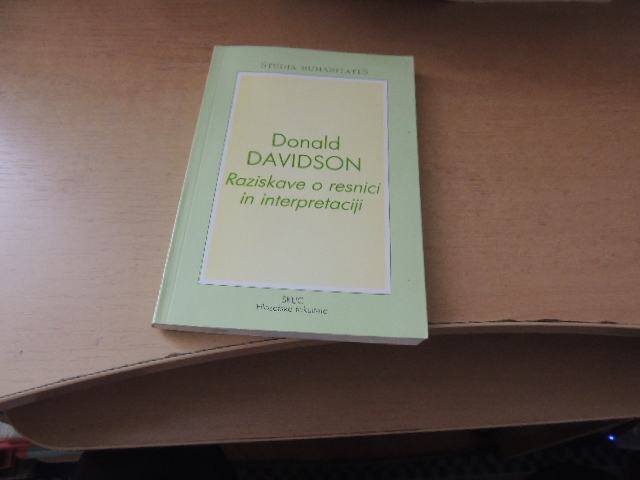 STUDIA HUMANITATIS
Donald
DAVIDSON
Raziskave o resnici
in interpretaciji
ŠKUC
Filozofska fakulteta